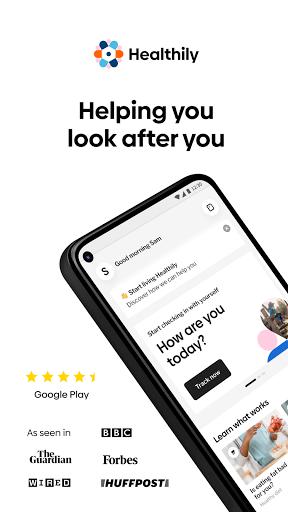 Healthily
Helping you
look after you
12:30
S
Good morning Sam
👋 Start living Healthily
Discover how we can help you
Start checking in with yourself
How are you
today?
Track now
Learn what works
Is eating fat bad
for you?
Healthy diet
Google Play
As seen in
BBC
The
Guardian
Forbes
WIRED
HUFFPOST